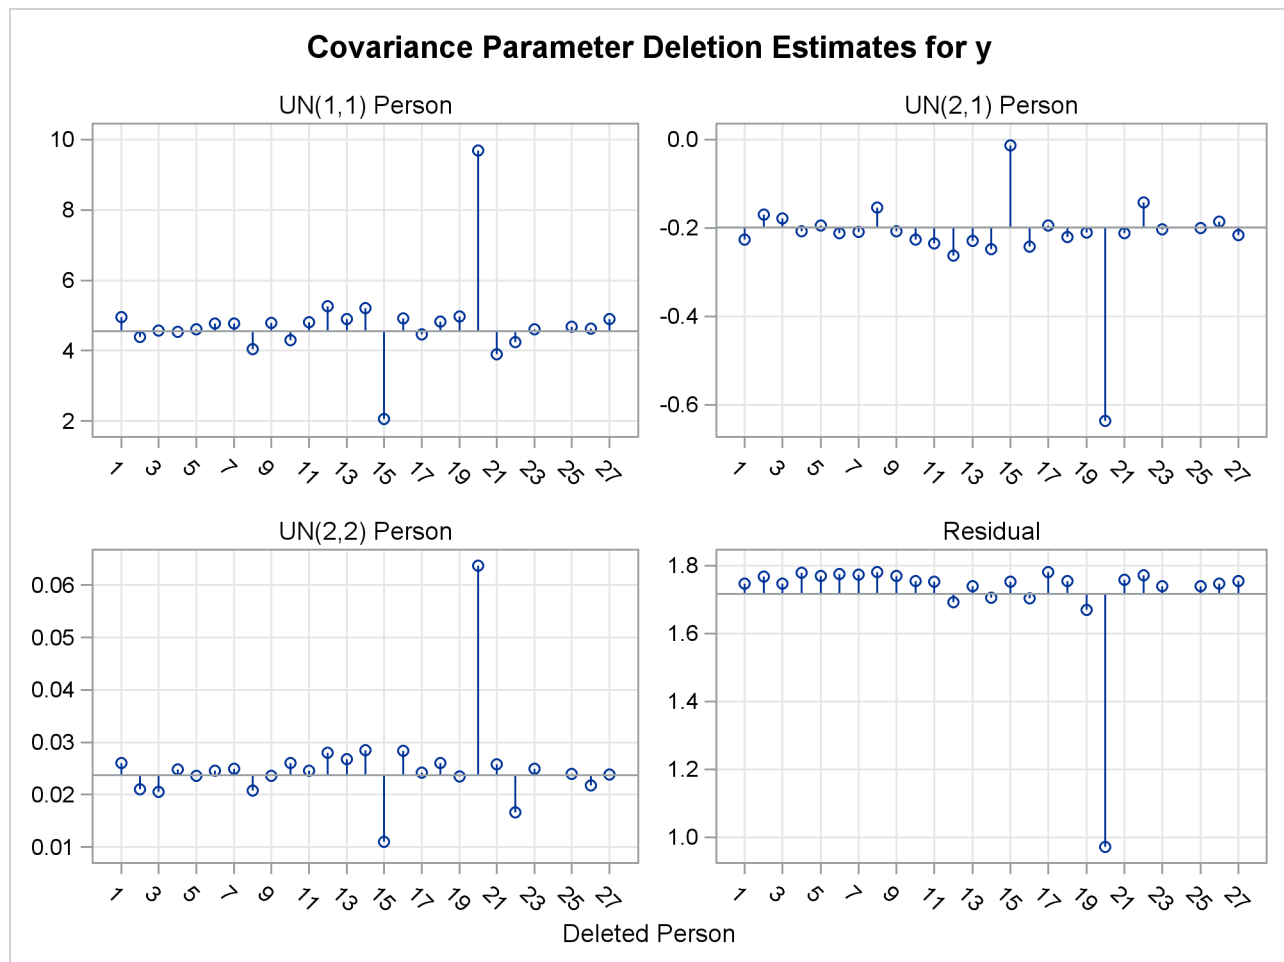 Covariance Parameter Deletion Estimates for y
UN(1,1) Person
10
8
6
4
2
1 3 5 7 9 11 13 15 17 19 21 23 25 27
UN(2,1) Person
0.0
-0.2
-0.4
-0.6
1 3 5 7 9 11 13 15 17 19 21 23 25 27
UN(2,2) Person
0.06
0.05
0.04
0.03
0.02
0.01
1 3 5 7 9 11 13 15 17 19 21 23 25 27
Residual
1.8
1.6
1.4
1.2
1.0
1 3 5 7 9 11 13 15 17 19 21 23 25 27
Deleted Person